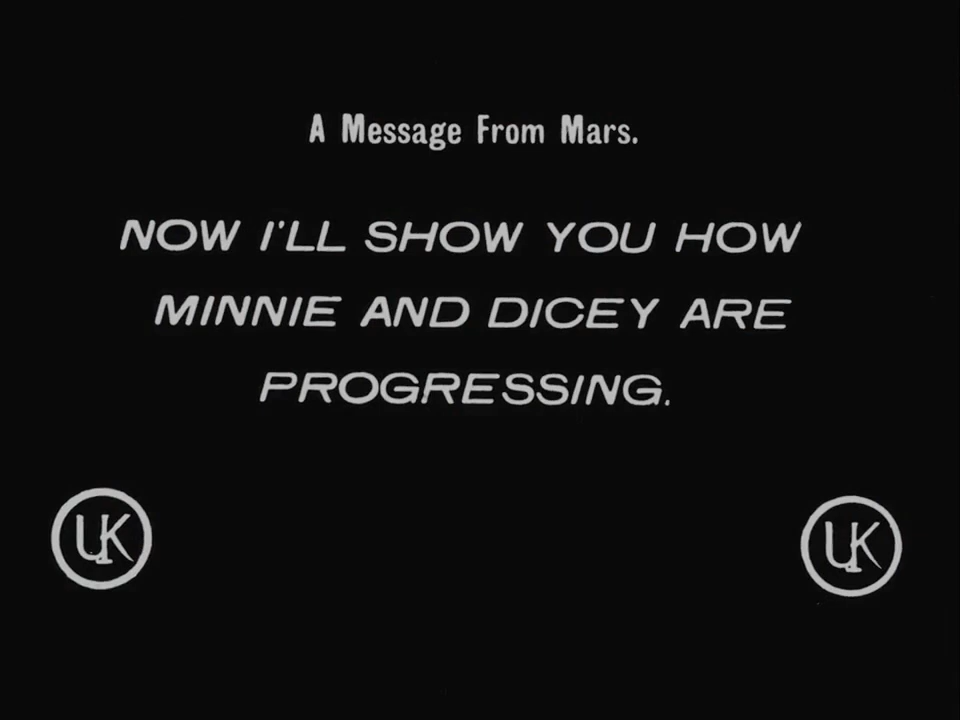 A Message From Mars.
NOW I'LL SHOW YOU HOW
MINNIE AND DICEY ARE
PROGRESSING.
UK UK